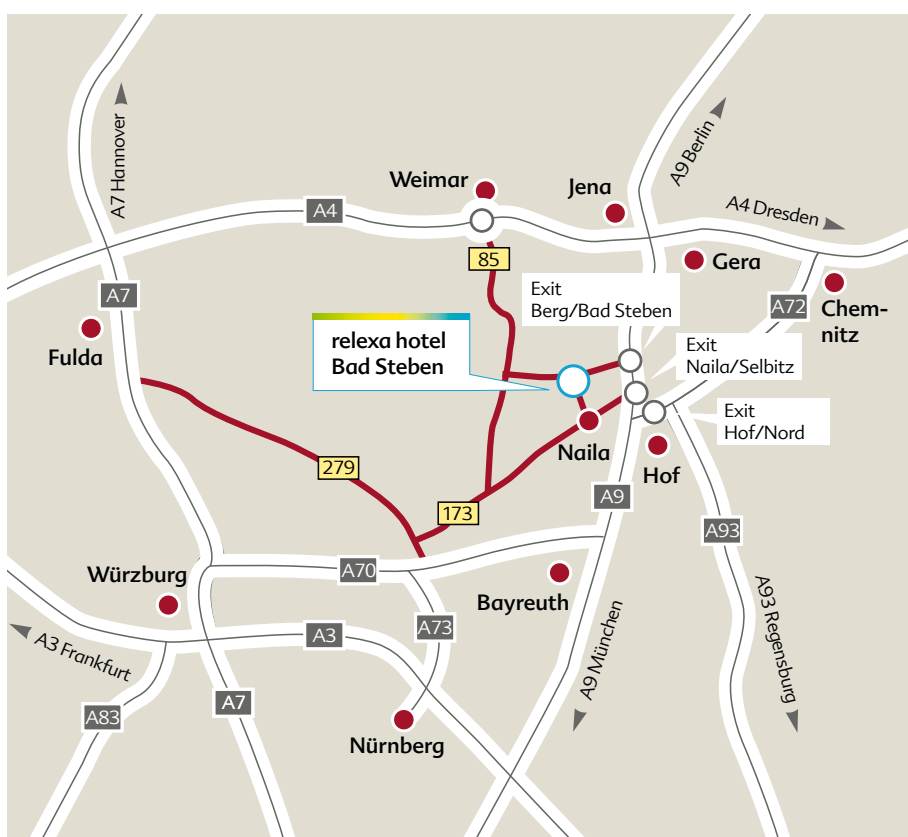 A7 Hannover
A9 Berlin
Weimar
Jena
A4
A4 Dresden
85
Gera
Exit
Berg/Bad Steben
A7
A72
Chem-
nitz
Fulda
relexa hotel
Bad Steben
Exit
Naila/Selbitz
Exit
Hof/Nord
Naila
Hof
279
A9
173
A93
A70
Würzburg
Bayreuth
A3
A73
A3 Frankfurt
A9 München
A93 Regensburg
A7
A83
Nürnberg